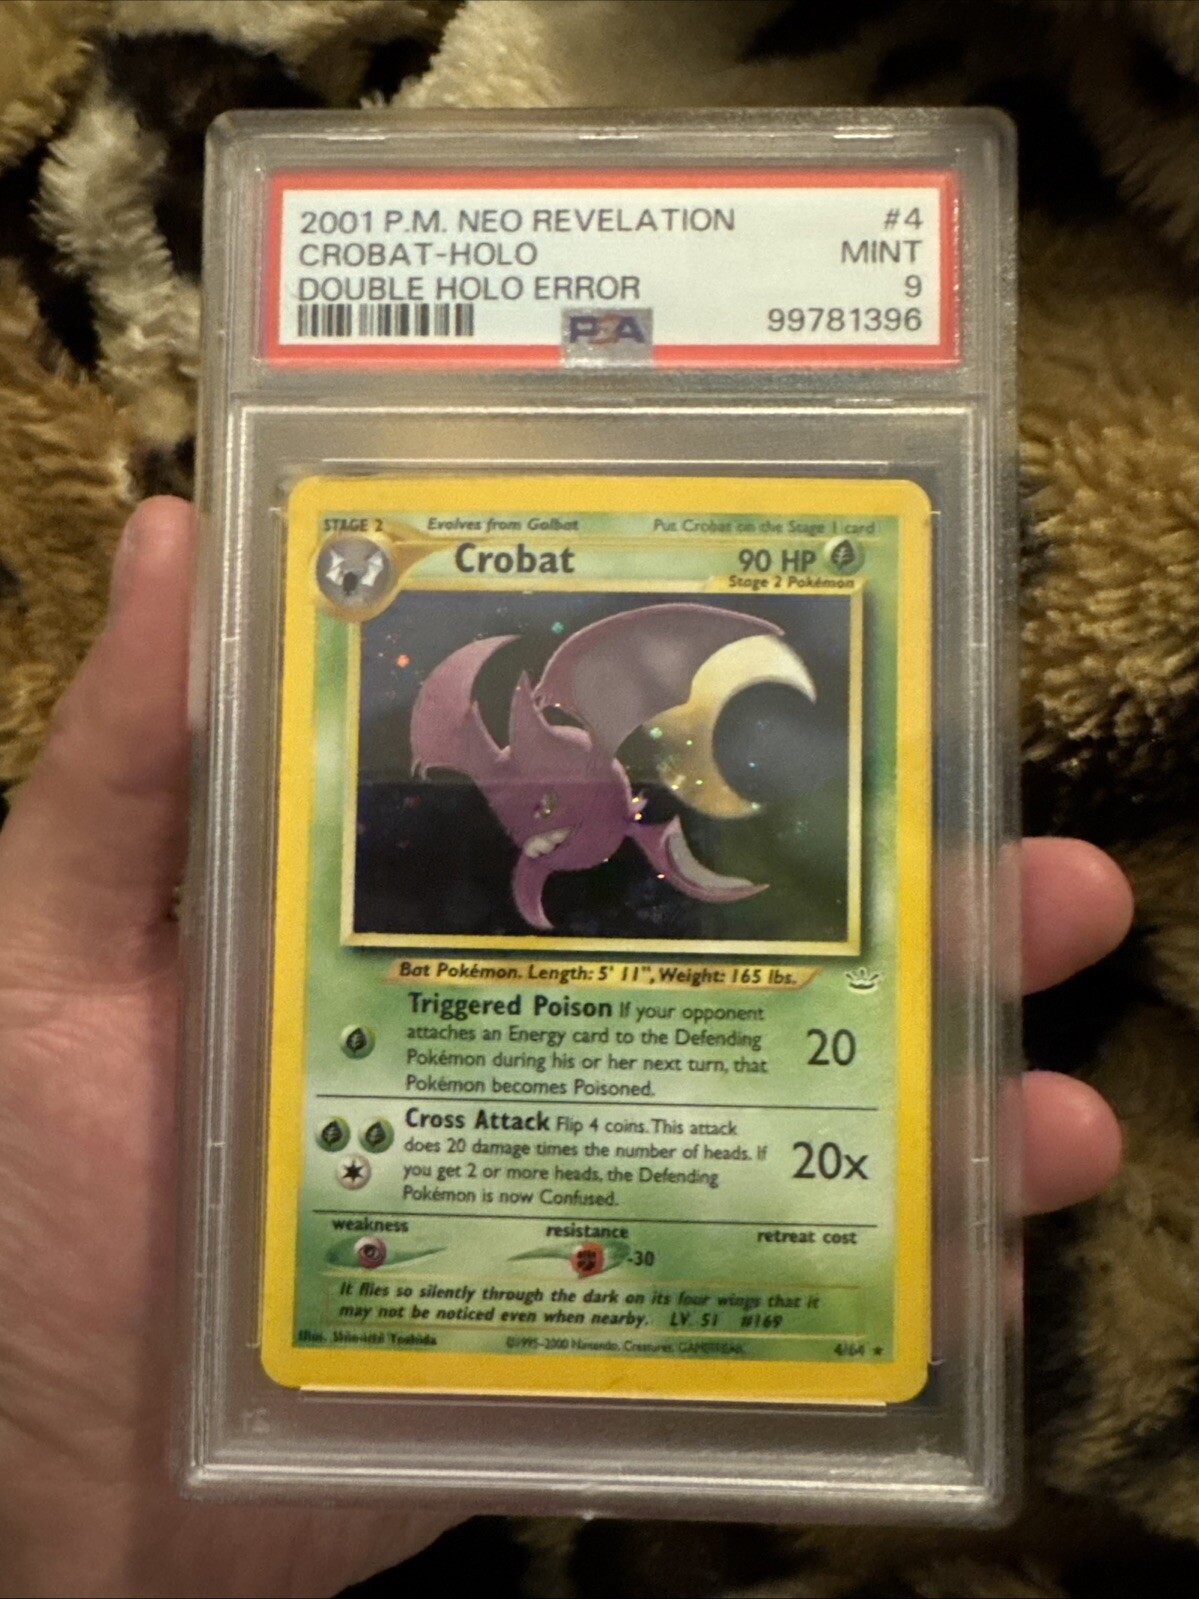 2001 P.M. NEO REVELATION #4
CROBAT-HOLO MINT
DOUBLE HOLO ERROR 9
PSA 99781396
STAGE 2 Evolves from Golbat Put Crobat on the Stage 1 card
Crobat 90 HP
Stage 2 Pokémon
Bat Pokémon. Length: 5' 11", Weight: 165 lbs.
Triggered Poison If your opponent
attaches an Energy card to the Defending
Pokémon during his or her next turn, that
Pokémon becomes Poisoned.
20
Cross Attack Flip 4 coins. This attack
does 20 damage times the number of heads. If
you get 2 or more heads, the Defending
Pokémon is now Confused.
20x
weakness resistance retreat cost
-30
It flies so silently through the dark on its four wings that it
may not be noticed even when nearby. LV. 51 #169
Illus. Shin-ichi Yoshida ©1995-2000 Nintendo, Creatures, GAMEFREAK. 4/64 ★